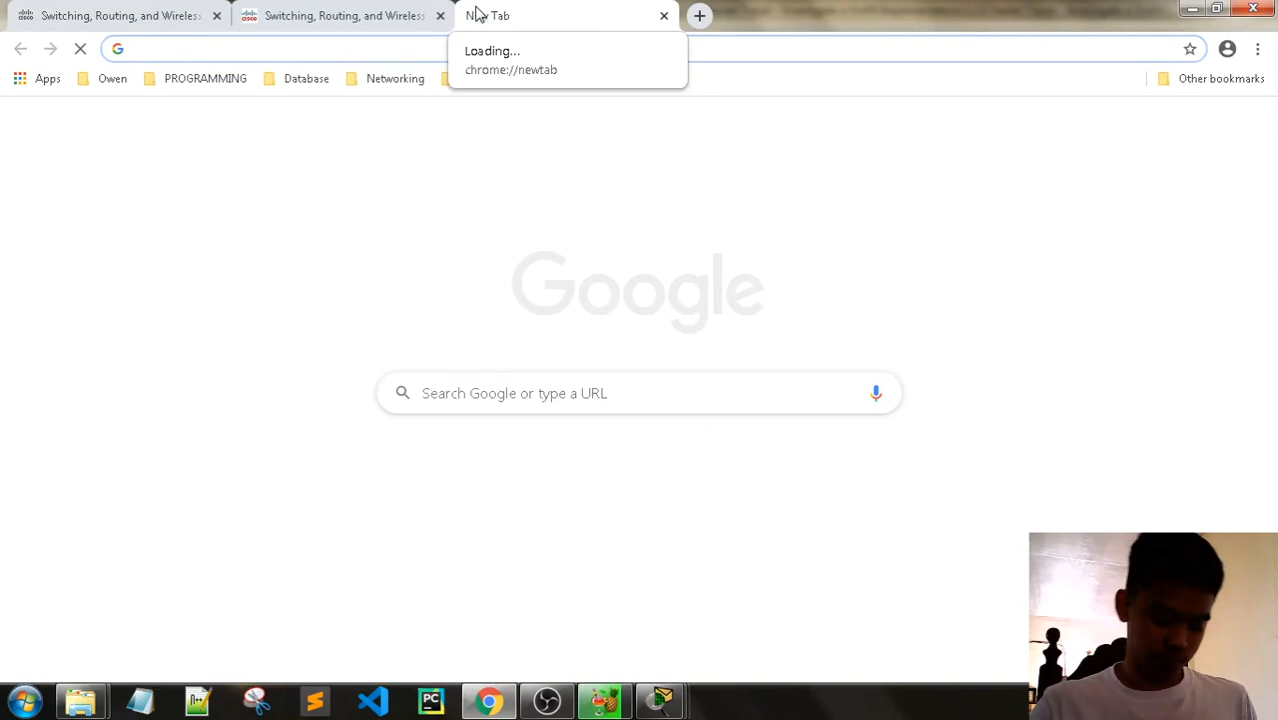 Switching, Routing, and Wireless
Switching, Routing, and Wireless
New Tab
Loading...
chrome://newtab
Apps
Owen
PROGRAMMING
Database
Networking
Other bookmarks
Google
Search Google or type a URL